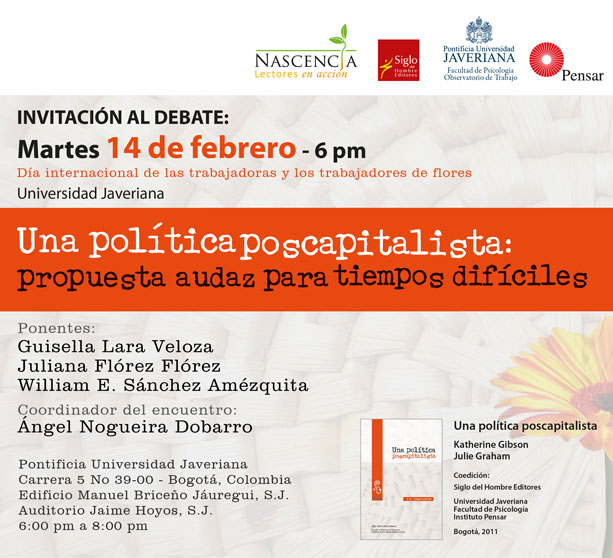 NASCENCIA
Lectores en acción
Siglo
del
Hombre
Editores
Pontificia Universidad
JAVERIANA
Facultad de Psicología
Observatorio de Trabajo
Pensar
INVITACIÓN AL DEBATE:
Martes 14 de febrero - 6 pm
Día internacional de las trabajadoras y los trabajadores de flores
Universidad Javeriana
Una política poscapitalista:
propuesta audaz para tiempos difíciles
Ponentes:
Guisella Lara Veloza
Juliana Flórez Flórez
William E. Sánchez Amézquita
Coordinador del encuentro:
Ángel Nogueira Dobarro
Pontificia Universidad Javeriana
Carrera 5 No 39-00 - Bogotá, Colombia
Edificio Manuel Briceño Jáuregui, S.J.
Auditorio Jaime Hoyos, S.J.
6:00 pm a 8:00 pm
Una política
poscapitalista
Una política poscapitalista
Katherine Gibson
Julie Graham
Coedición:
Siglo del Hombre Editores
Universidad Javeriana
Facultad de Psicología
Instituto Pensar
Bogotá, 2011